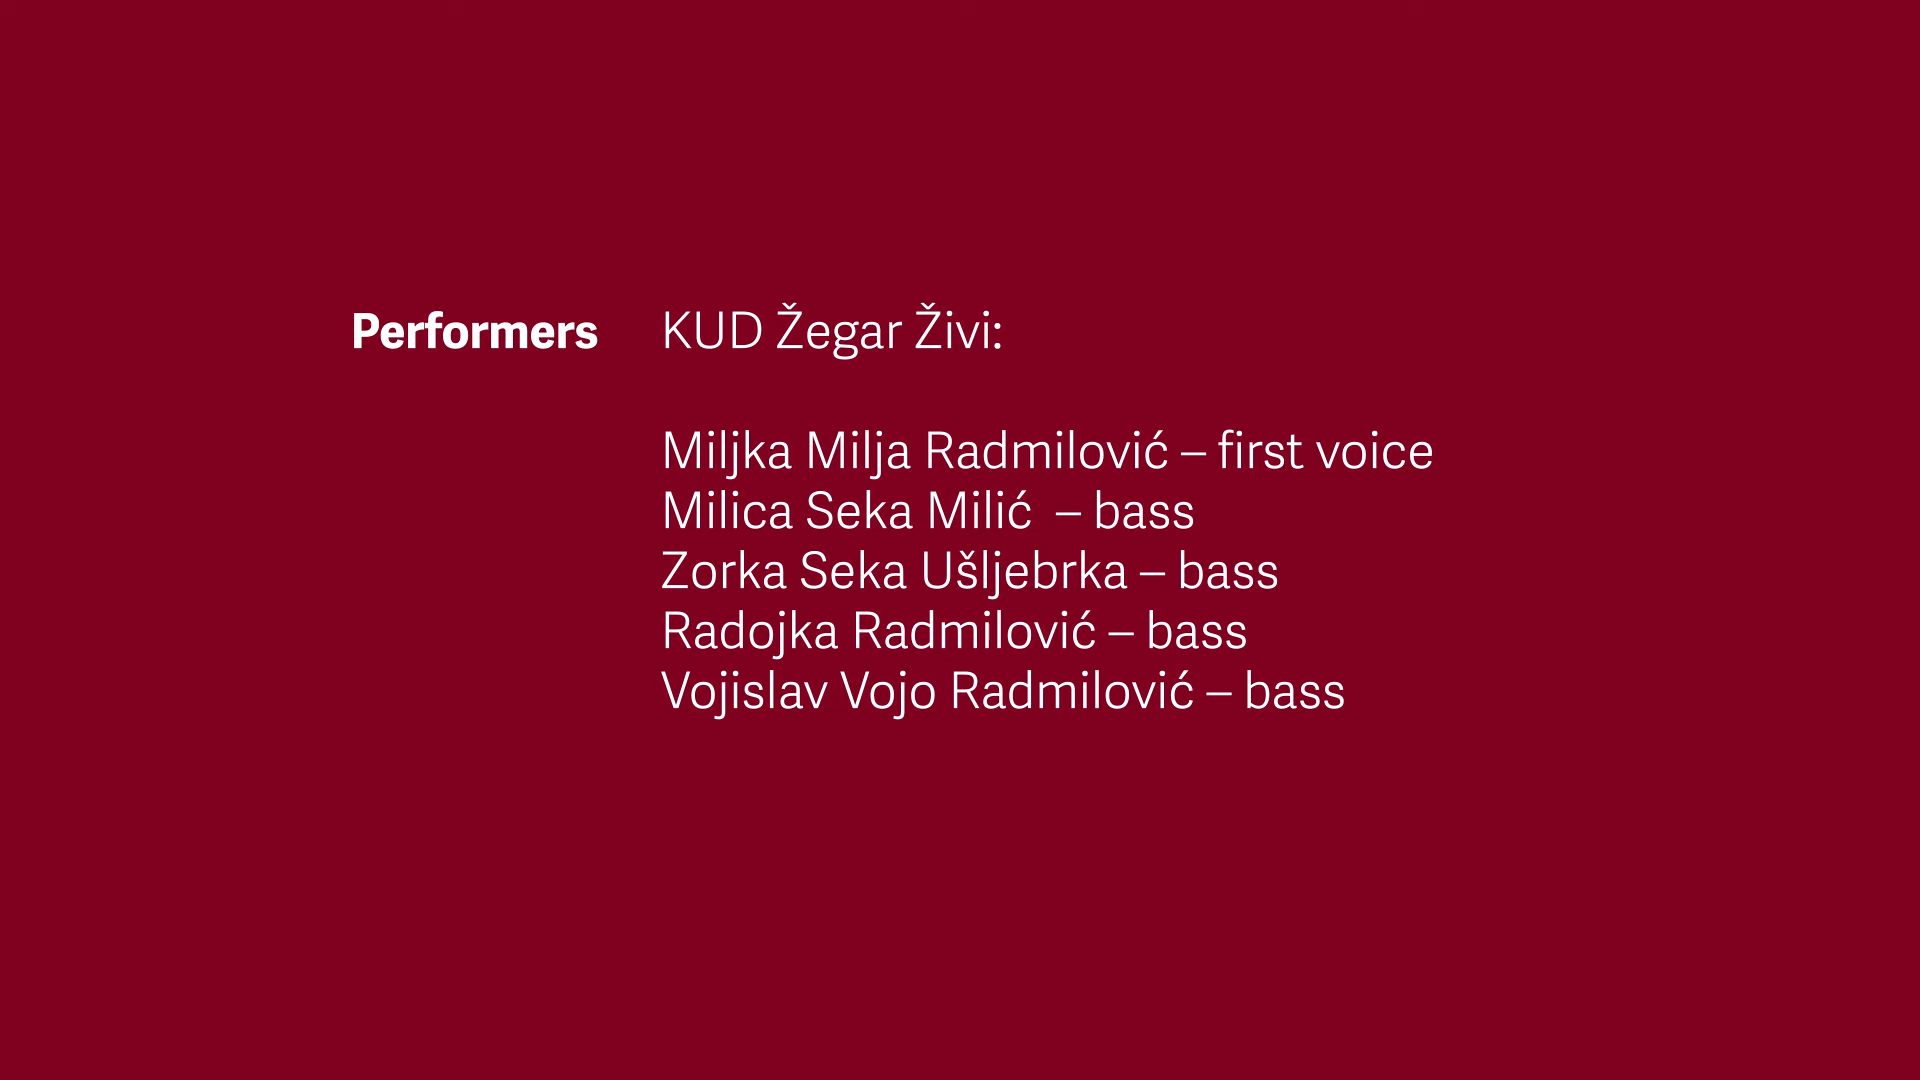 Performers KUD Žegar Živi:
Miljka Milja Radmilović – first voice
Milica Seka Milić  – bass
Zorka Seka Ušljebrka – bass
Radojka Radmilović – bass
Vojislav Vojo Radmilović – bass